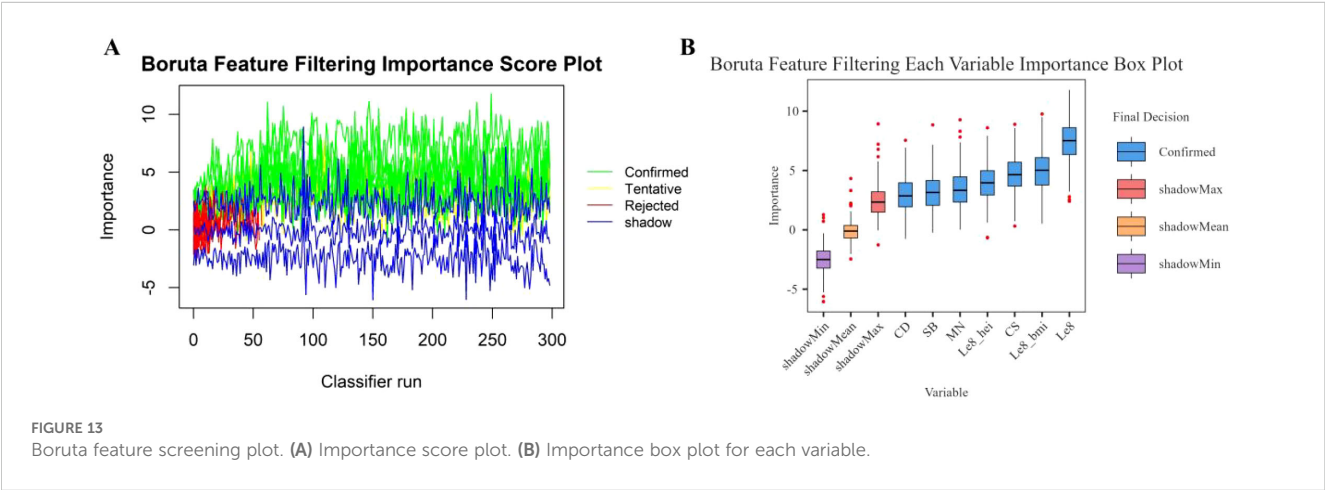 A
Boruta Feature Filtering Importance Score Plot
Importance
10
5
0
-5
0
50
100
150
200
250
300
Classifier run
Confirmed
Tentative
Rejected
shadow
B
Boruta Feature Filtering Each Variable Importance Box Plot
Importance
10
5
0
-5
shadowMin
shadowMean
shadowMax
CD
SB
MN
Le8_hei
CS
Le8_bmi
Le8
Variable
Final Decision
Confirmed
shadowMax
shadowMean
shadowMin
FIGURE 13
Boruta feature screening plot. (A) Importance score plot. (B) Importance box plot for each variable.